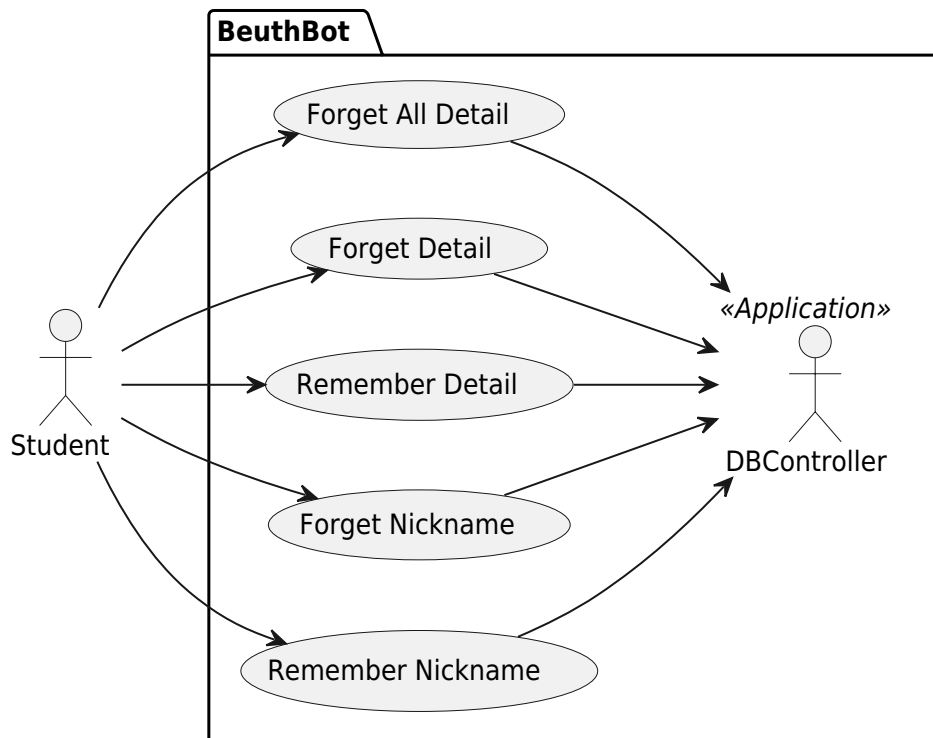 BeuthBot
Forget All Detail
Forget Detail
«Application»
Remember Detail
Student
DBController
Forget Nickname
Remember Nickname